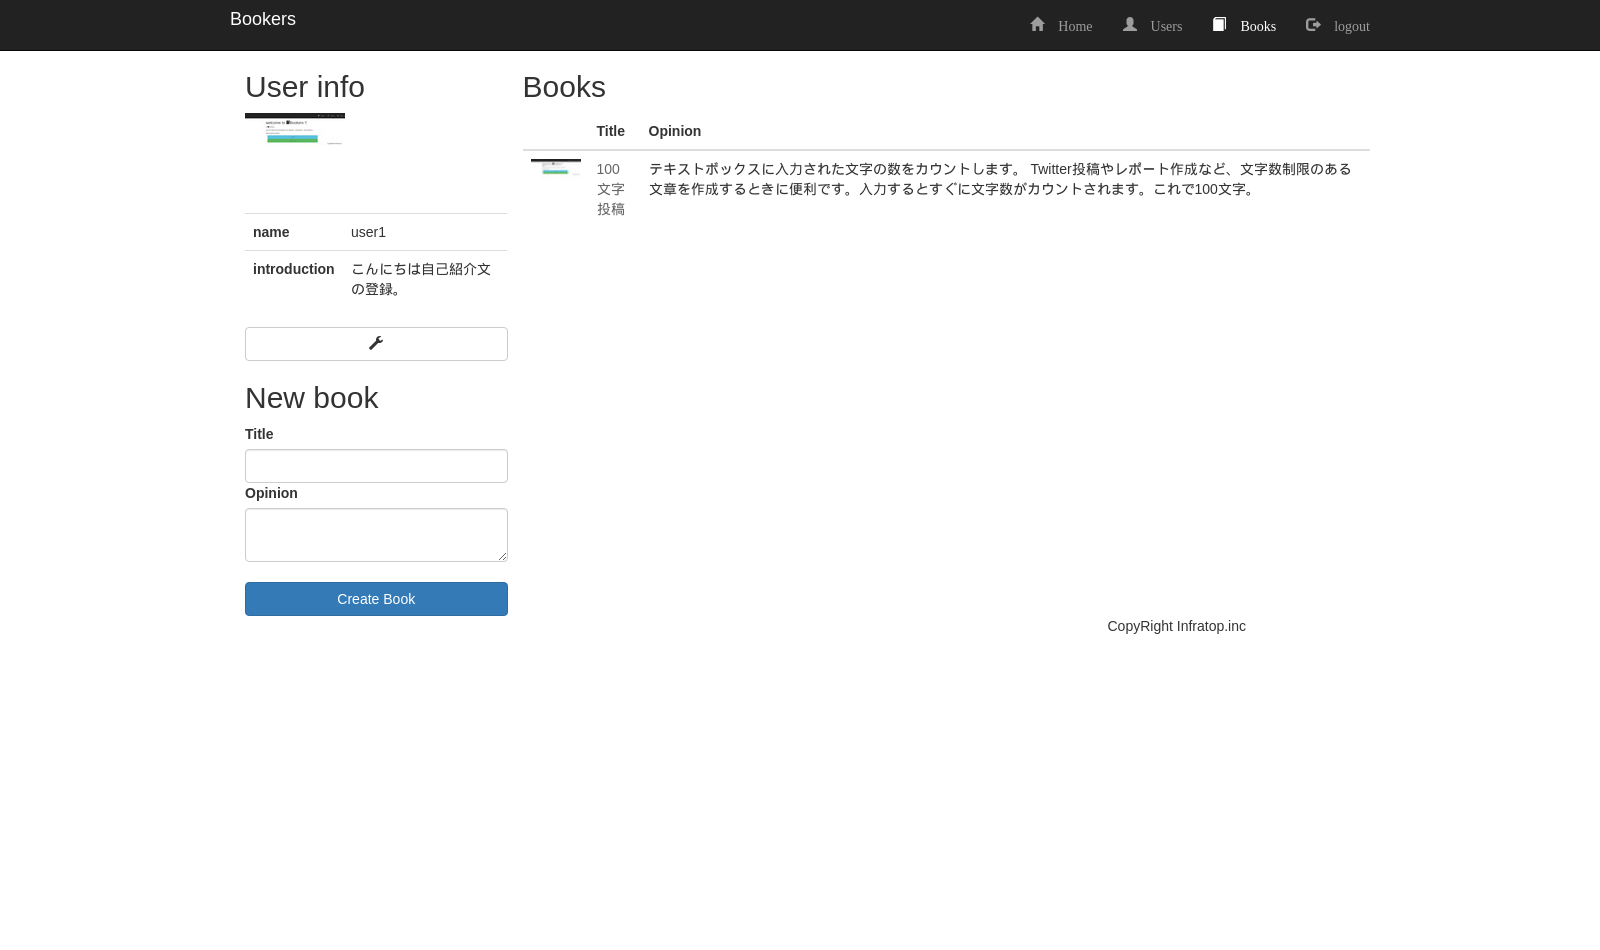 Bookers
Home Users Books logout
User info
name user1
introduction こんにちは自己紹介文
の登録。
New book
Title
Opinion
Create Book
Books
Title Opinion
100
文字
投稿
テキストボックスに入力された文字の数をカウントします。 Twitter投稿やレポート作成など、文字数制限のある
文章を作成するときに便利です。入力するとすぐに文字数がカウントされます。これで100文字。
CopyRight Infratop.inc